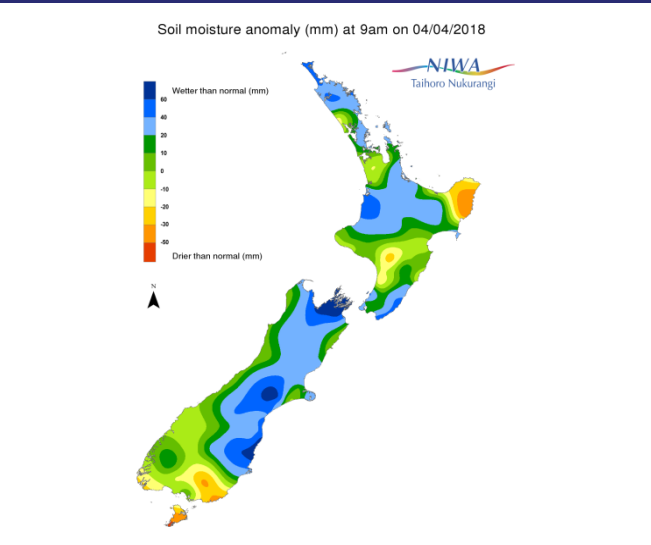 Soil moisture anomaly (mm) at 9am on 04/04/2018
NIWA
Taihoro Nukurangi
Wetter than normal (mm)
60
40
20
10
0
-10
-20
-30
-50
Drier than normal (mm)
N